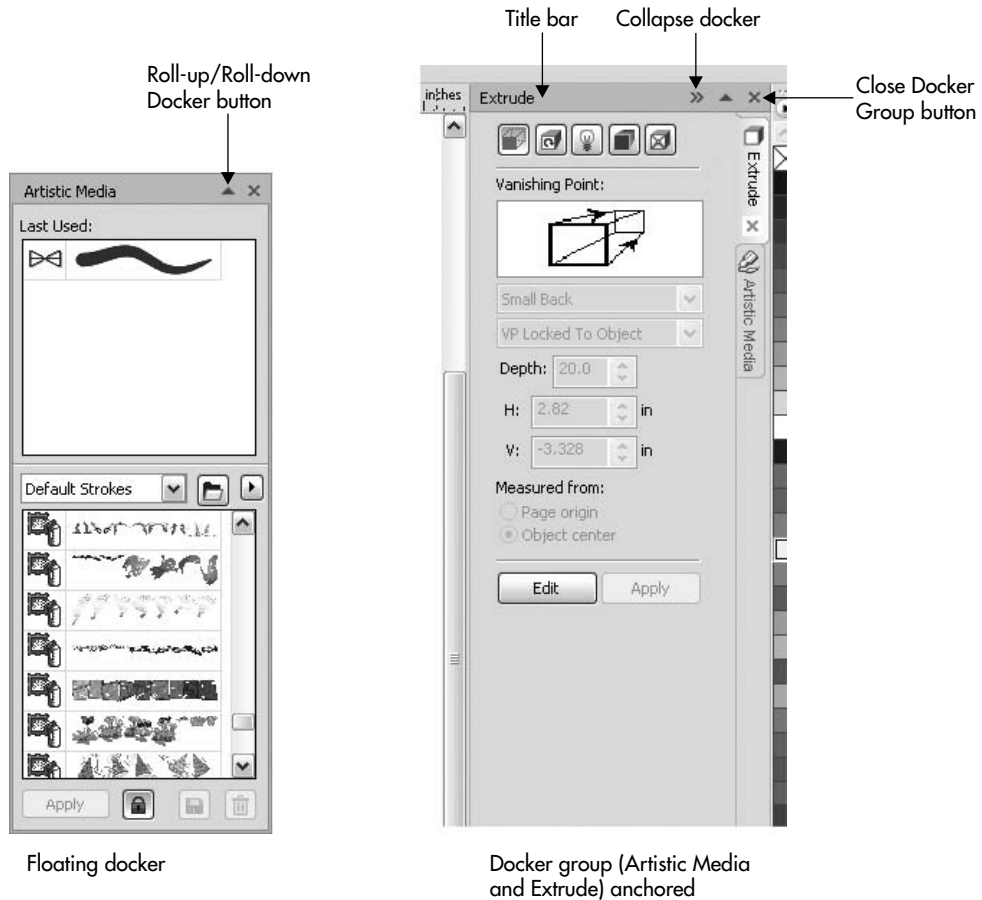 Title bar
Collapse docker
Roll-up/Roll-down
Docker button
Close Docker
Group button
inches
Extrude
Extrude
Artistic Media
Vanishing Point:
Small Back
VP Locked To Object
Depth: 20.0
H: 2.82 in
V: -3.328 in
Measured from:
Page origin
Object center
Edit
Apply
Artistic Media
Last Used:
Default Strokes
Apply
Floating docker
Docker group (Artistic Media
and Extrude) anchored